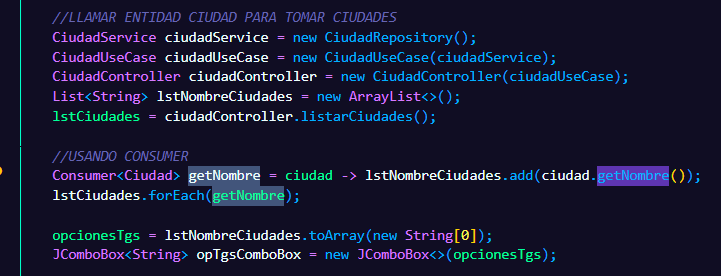 //LLAMAR ENTIDAD CIUDAD PARA TOMAR CIUDADES
CiudadService ciudadService = new CiudadRepository();
CiudadUseCase ciudadUseCase = new CiudadUseCase(ciudadService);
CiudadController ciudadController = new CiudadController(ciudadUseCase);
List<String> lstNombreCiudades = new ArrayList<>();
lstCiudades = ciudadController.listarCiudades();
//USANDO CONSUMER
Consumer<Ciudad> getNombre = ciudad -> lstNombreCiudades.add(ciudad.getNombre());
lstCiudades.forEach(getNombre);
opcionesTgs = lstNombreCiudades.toArray(new String[0]);
JComboBox<String> opTgsComboBox = new JComboBox<>(opcionesTgs);